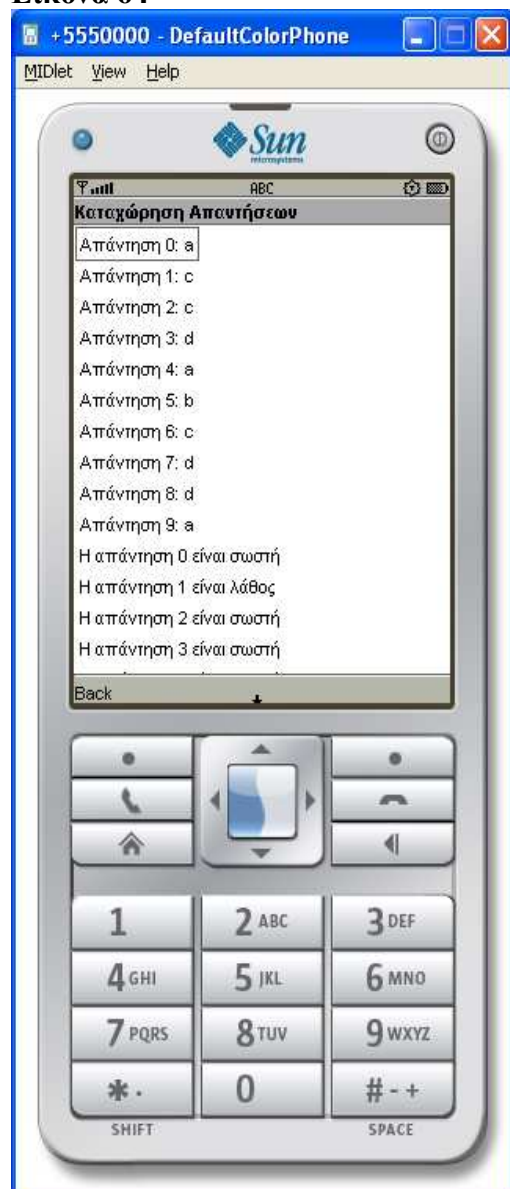 +5550000 - DefaultColorPhone
MIDlet View Help
Sun
microsystems
ABC
Καταχώρηση Απαντήσεων
Απάντηση 0: a
Απάντηση 1: c
Απάντηση 2: c
Απάντηση 3: d
Απάντηση 4: a
Απάντηση 5: b
Απάντηση 6: c
Απάντηση 7: d
Απάντηση 8: d
Απάντηση 9: a
Η απάντηση 0 είναι σωστή
Η απάντηση 1 είναι λάθος
Η απάντηση 2 είναι σωστή
Η απάντηση 3 είναι σωστή
Back
1 2 ABC 3 DEF
4 GHI 5 JKL 6 MNO
7 PQRS 8 TUV 9 WXYZ
* . 0 # - +
SHIFT SPACE